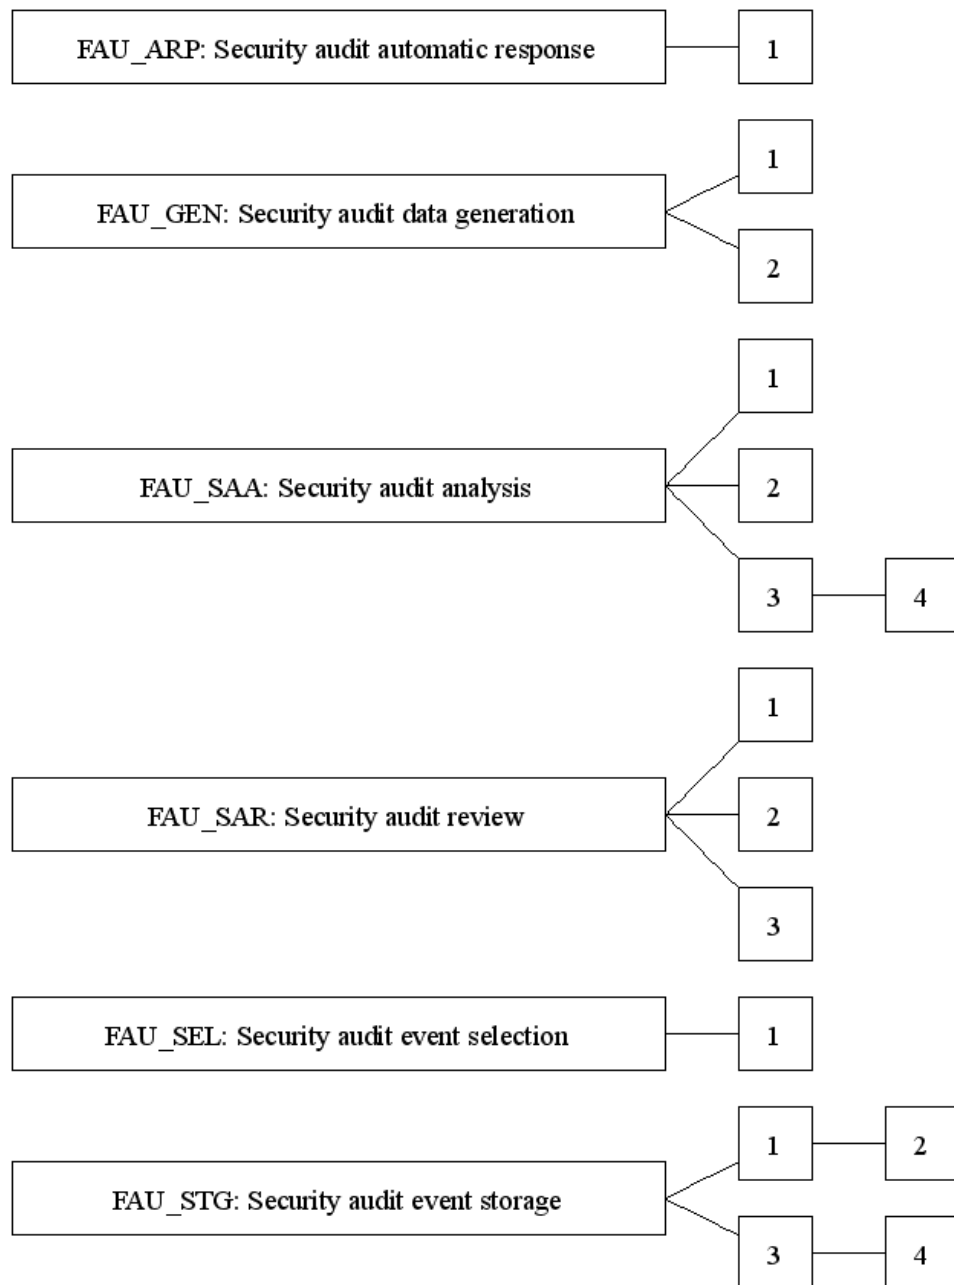 FAU_ARP: Security audit automatic response
1
1
FAU_GEN: Security audit data generation
2
1
FAU_SAA: Security audit analysis
2
3
4
1
FAU_SAR: Security audit review
2
3
FAU_SEL: Security audit event selection
1
1
2
FAU_STG: Security audit event storage
3
4